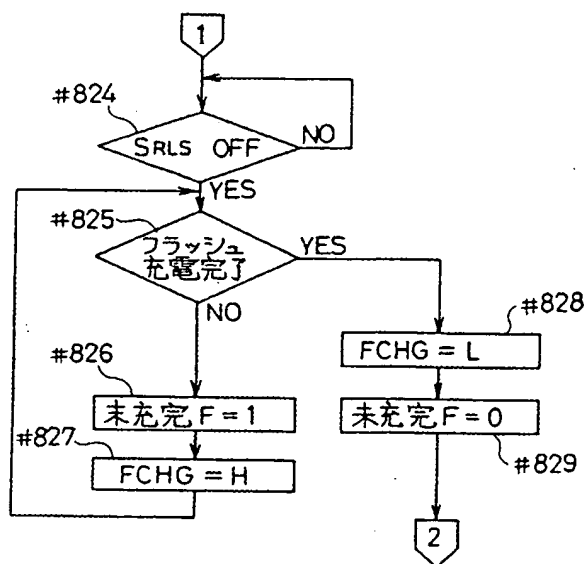 1
#824
SRLS OFF
NO
YES
#825
フラッシュ
充電完了
YES
NO
#828
FCHG = L
#826
末充完 F = 1
未充完 F = 0
#827
#829
FCHG = H
2